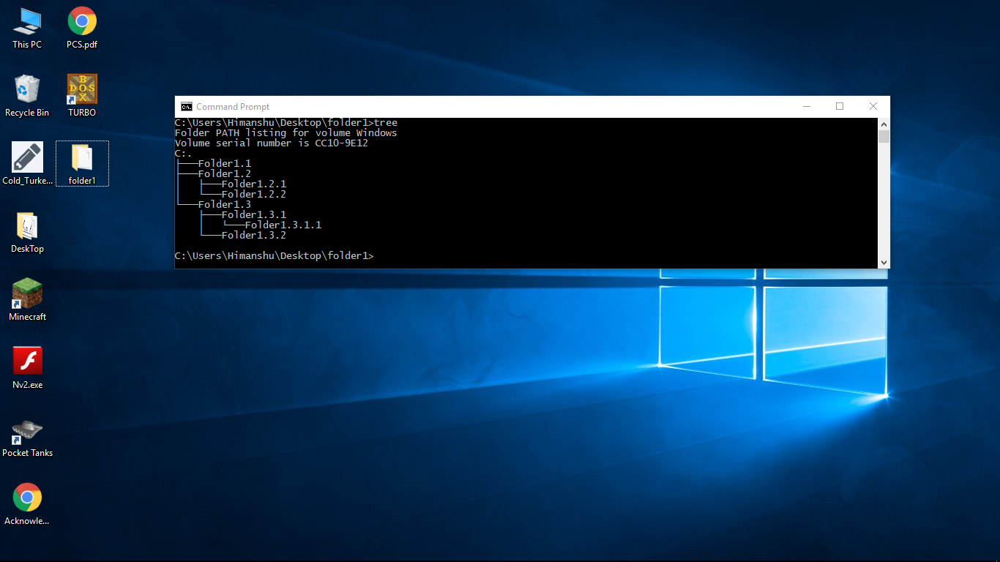 This PC
PCS.pdf
Recycle Bin
BOX
DOS
TURBO
Cold_Turke...
folder1
DeskTop
Minecraft
Nv2.exe
Pocket Tanks
Acknowle...
C:\.
Command Prompt
C:\Users\Himanshu\Desktop\folder1>tree
Folder PATH listing for volume Windows
Volume serial number is CC10-9E12
C:.
├───Folder1.1
├───Folder1.2
│   ├───Folder1.2.1
│   └───Folder1.2.2
└───Folder1.3
    ├───Folder1.3.1
    │   └───Folder1.3.1.1
    └───Folder1.3.2
C:\Users\Himanshu\Desktop\folder1>